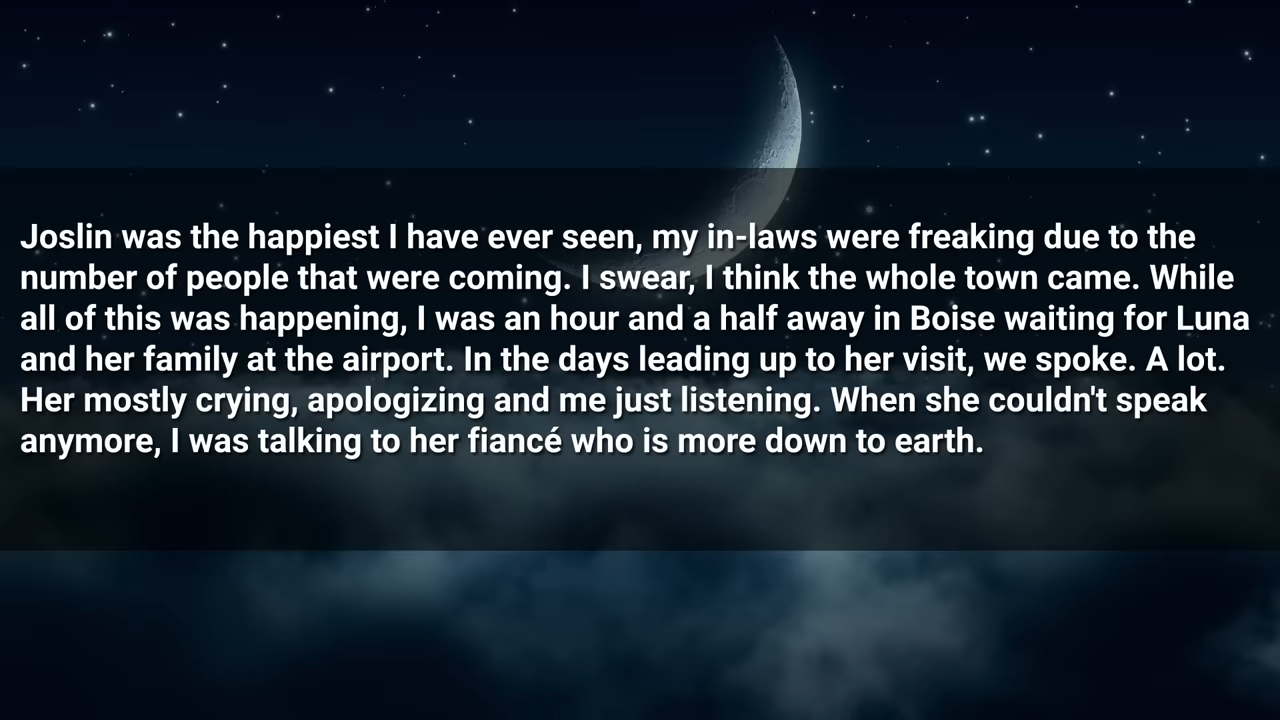 Joslin was the happiest I have ever seen, my in-laws were freaking due to the
number of people that were coming. I swear, I think the whole town came. While
all of this was happening, I was an hour and a half away in Boise waiting for Luna
and her family at the airport. In the days leading up to her visit, we spoke. A lot.
Her mostly crying, apologizing and me just listening. When she couldn't speak
anymore, I was talking to her fiancé who is more down to earth.